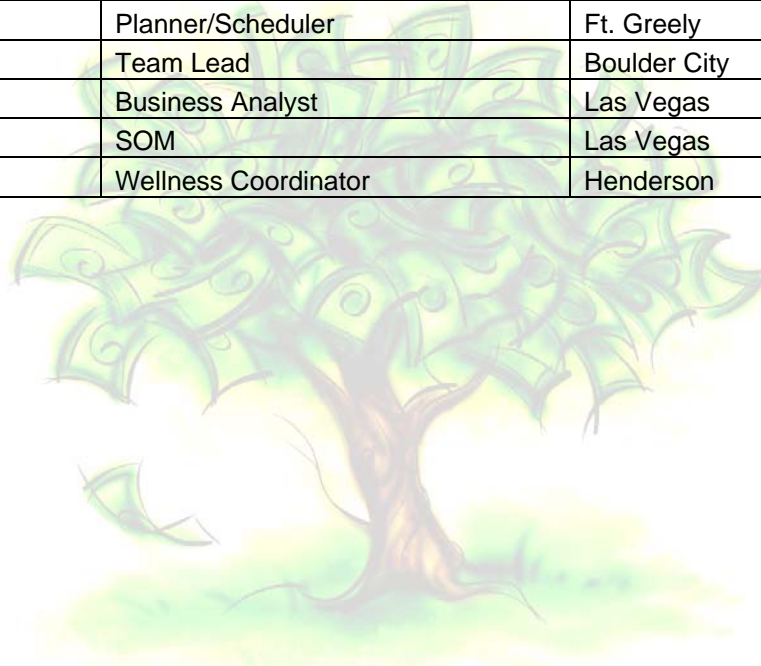 Planner/Scheduler Ft. Greely
Team Lead Boulder City
Business Analyst Las Vegas
SOM Las Vegas
Wellness Coordinator Henderson